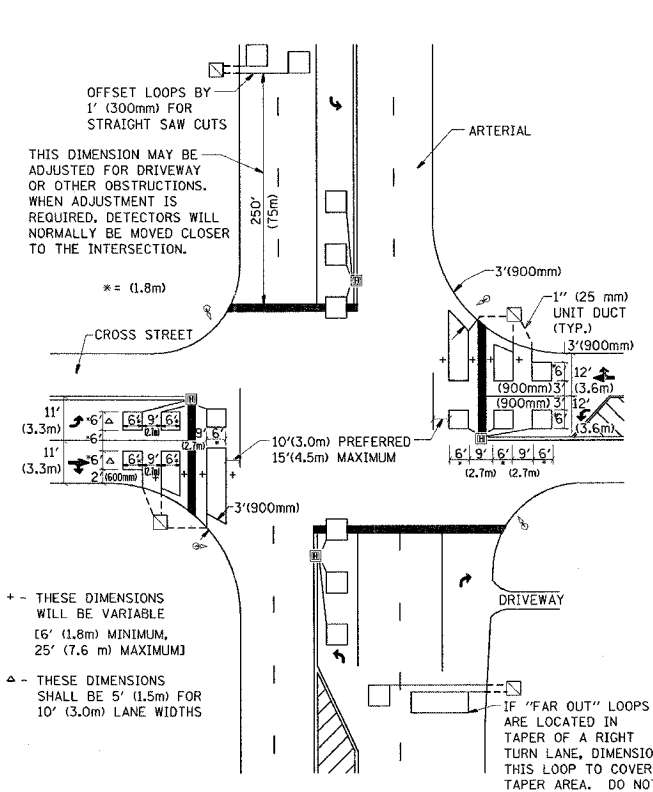 OFFSET LOOPS BY
1' (300mm) FOR
STRAIGHT SAW CUTS
ARTERIAL
THIS DIMENSION MAY BE
ADJUSTED FOR DRIVEWAY
OR OTHER OBSTRUCTIONS.
WHEN ADJUSTMENT IS
REQUIRED, DETECTORS WILL
NORMALLY BE MOVED CLOSER
TO THE INTERSECTION.
250'
(75m)
* = (1.8m)
3'(900mm)
1" (25 mm)
UNIT DUCT
(TYP.)
CROSS STREET
3'(900mm)
6'
*
12'
(3.6m)
(900mm) 3'
(900mm) 3'
12'
6'
*
(3.6m)
11'
(3.3m)
*6'
△
6'
*
9'
(2.7m)
6'
*
*6'
9'
(2.7m)
6'
*
11'
(3.3m)
*6'
△
6'
*
9'
(2.7m)
6'
*
2'
(600mm)
10'(3.0m) PREFERRED
15'(4.5m) MAXIMUM
6' 9' 6' 9' 6'
* * *
(2.7m) (2.7m)
3'(900mm)
+ - THESE DIMENSIONS
WILL BE VARIABLE
[6' (1.8m) MINIMUM,
25' (7.6 m) MAXIMUM]
△ - THESE DIMENSIONS
SHALL BE 5' (1.5m) FOR
10' (3.0m) LANE WIDTHS
DRIVEWAY
IF "FAR OUT" LOOPS
ARE LOCATED IN
TAPER OF A RIGHT
TURN LANE, DIMENSIO
THIS LOOP TO COVER
TAPER AREA. DO NO